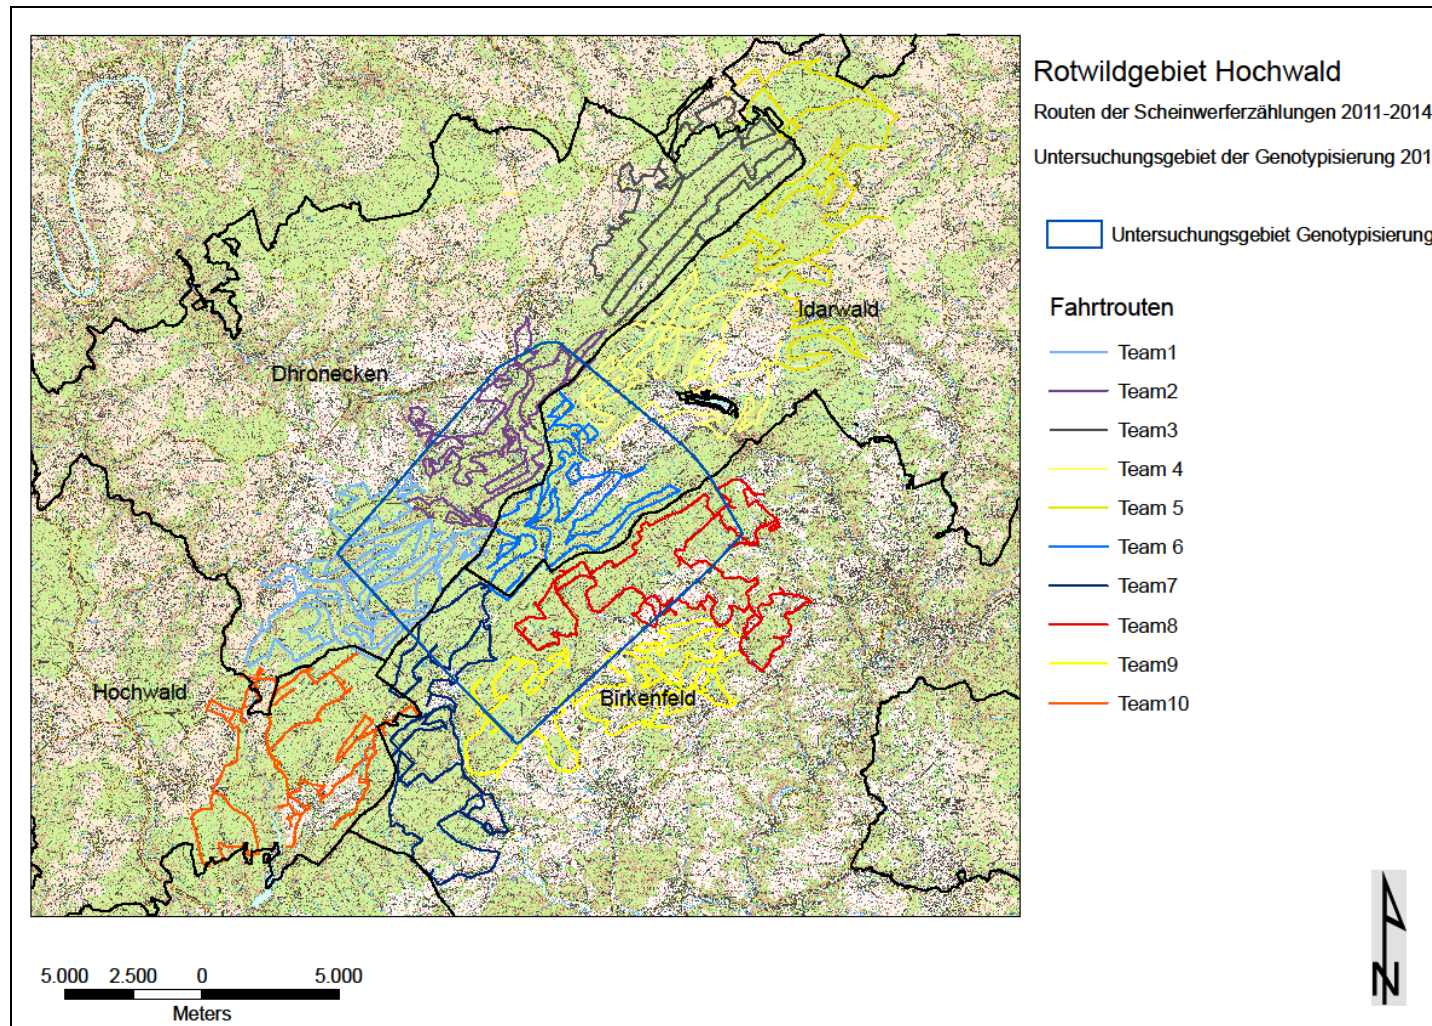 Rotwildgebiet Hochwald
Routen der Scheinwerferzählungen 2011-2014
Untersuchungsgebiet der Genotypisierung 201
Untersuchungsgebiet Genotypisierung
Fahrtrouten
Team1
Team2
Team3
Team 4
Team 5
Team 6
Team7
Team8
Team9
Team10
Idarwald
Dhronecken
Hochwald
Birkenfeld
5.000 2.500 0 5.000
Meters
N